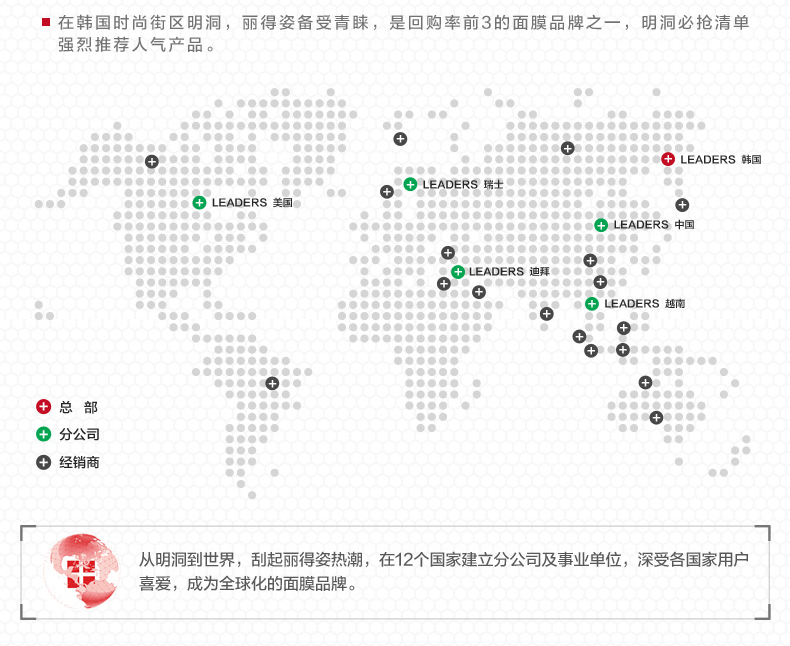 在韩国时尚街区明洞，丽得姿备受青睐，是回购率前3的面膜品牌之一，明洞必抢清单
强烈推荐人气产品。
LEADERS 韩国
LEADERS 瑞士
LEADERS 美国
LEADERS 中国
LEADERS 迪拜
LEADERS 越南
总 部
分公司
经销商
从明洞到世界，刮起丽得姿热潮，在12个国家建立分公司及事业单位，深受各国家用户
喜爱，成为全球化的面膜品牌。